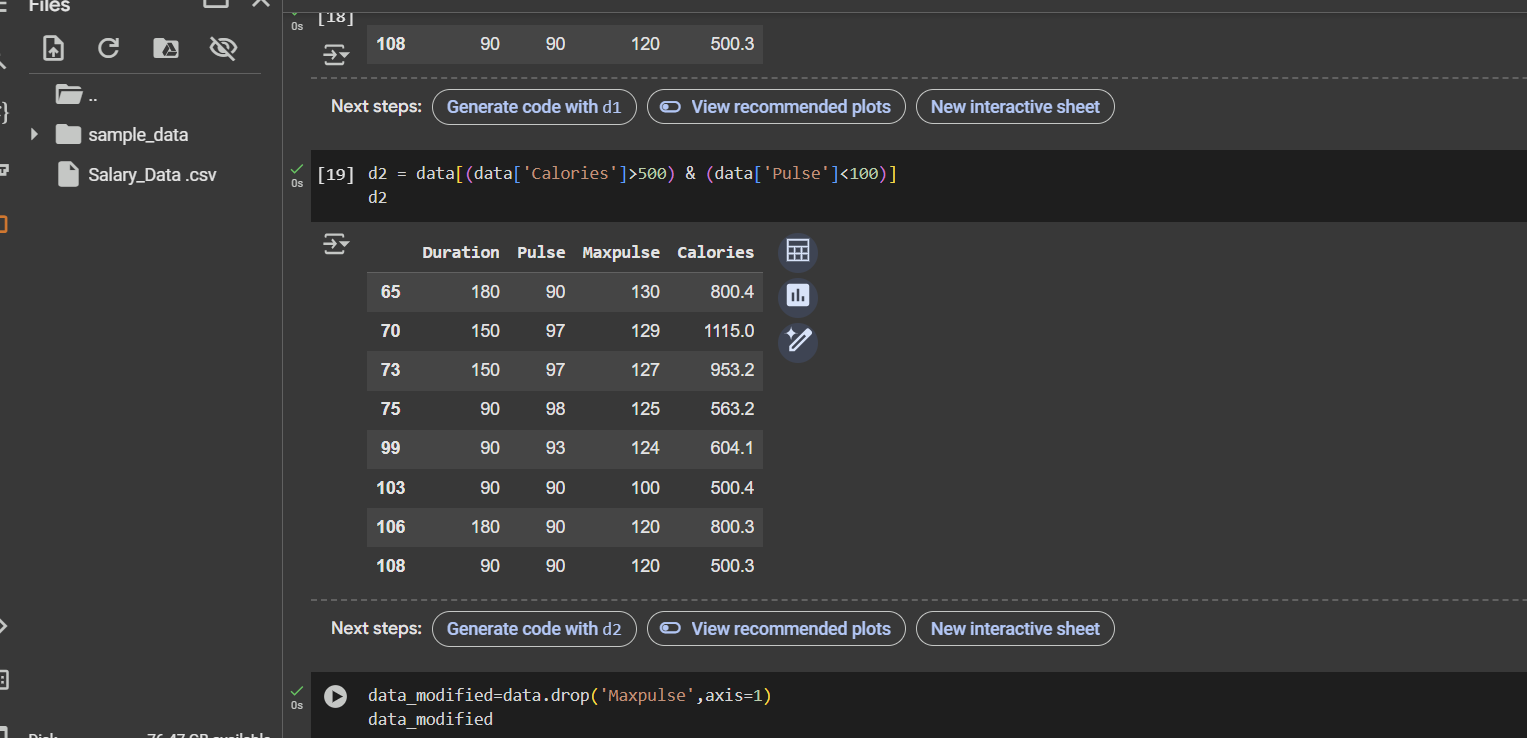 Files
..
sample_data
Salary_Data .csv
0s
[18]
108 90 90 120 500.3
Next steps: Generate code with d1 View recommended plots New interactive sheet
0s
[19] d2 = data[(data['Calories']>500) & (data['Pulse']<100)]
d2
Duration Pulse Maxpulse Calories
65 180 90 130 800.4
70 150 97 129 1115.0
73 150 97 127 953.2
75 90 98 125 563.2
99 90 93 124 604.1
103 90 90 100 500.4
106 180 90 120 800.3
108 90 90 120 500.3
Next steps: Generate code with d2 View recommended plots New interactive sheet
0s
data_modified=data.drop('Maxpulse',axis=1)
data_modified
Disk 76.47 GB available